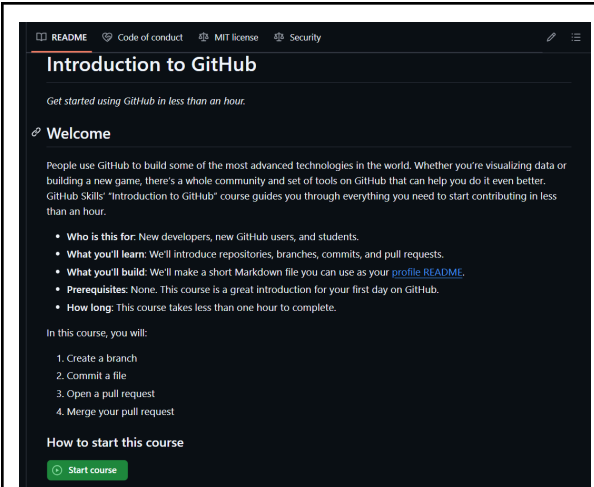 README Code of conduct MIT license Security
Introduction to GitHub
Get started using GitHub in less than an hour.
Welcome
People use GitHub to build some of the most advanced technologies in the world. Whether you're visualizing data or
building a new game, there's a whole community and set of tools on GitHub that can help you do it even better.
GitHub Skills' "Introduction to GitHub" course guides you through everything you need to start contributing in less
than an hour.
• Who is this for: New developers, new GitHub users, and students.
• What you'll learn: We'll introduce repositories, branches, commits, and pull requests.
• What you'll build: We'll make a short Markdown file you can use as your profile README.
• Prerequisites: None. This course is a great introduction for your first day on GitHub.
• How long: This course takes less than one hour to complete.
In this course, you will:
1. Create a branch
2. Commit a file
3. Open a pull request
4. Merge your pull request
How to start this course
Start course